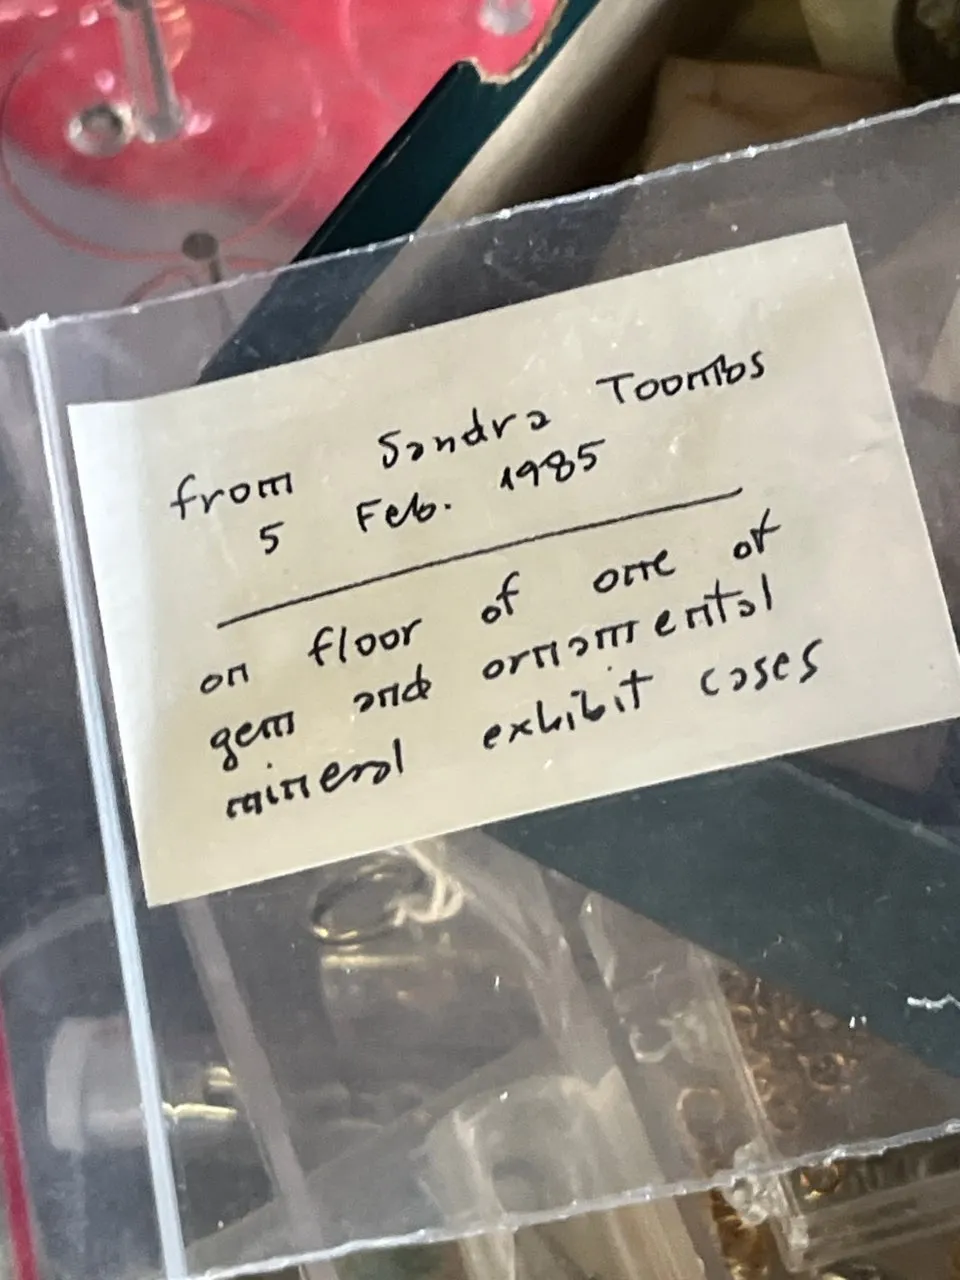 from Sandra Toombs
5 Feb. 1985
on floor of one of
gem and ornamental
mineral exhibit cases